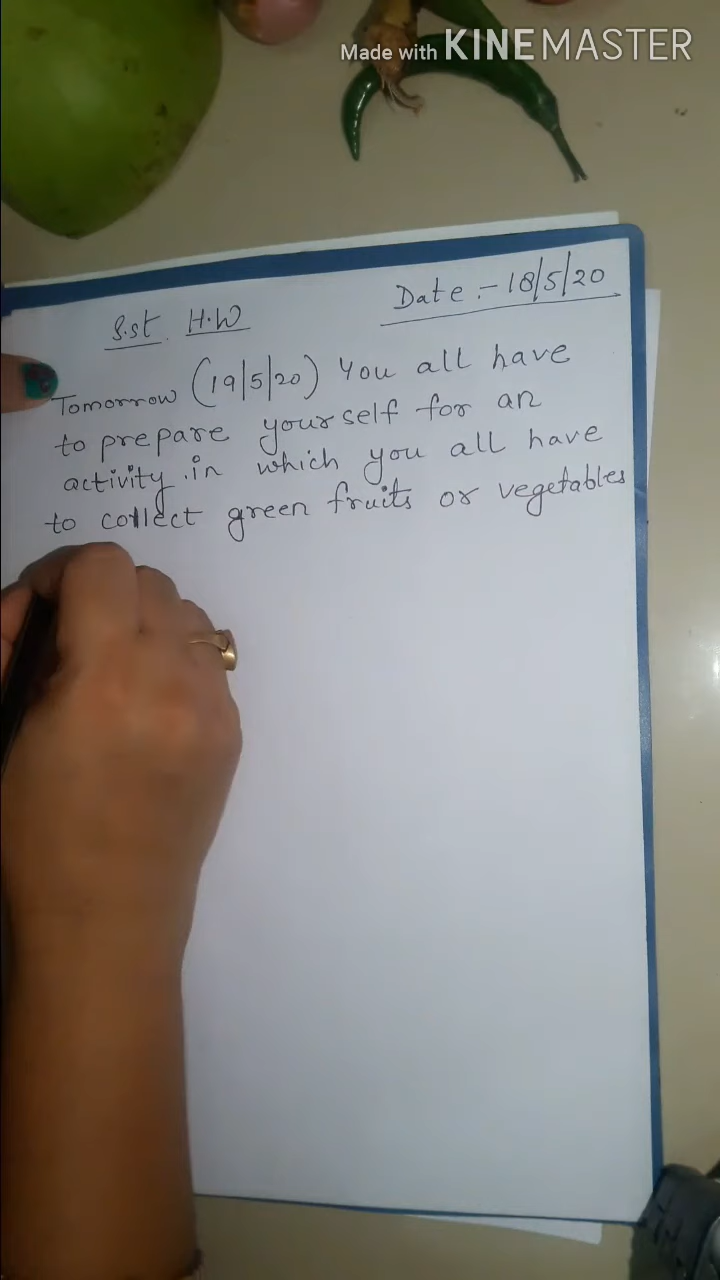 Made with KINEMASTER
Date :- 18/5/20
S.st H.W
Tomorrow (19/5/20) You all have
to prepare yourself for an
activity in which you all have
to collect green fruits or vegetables